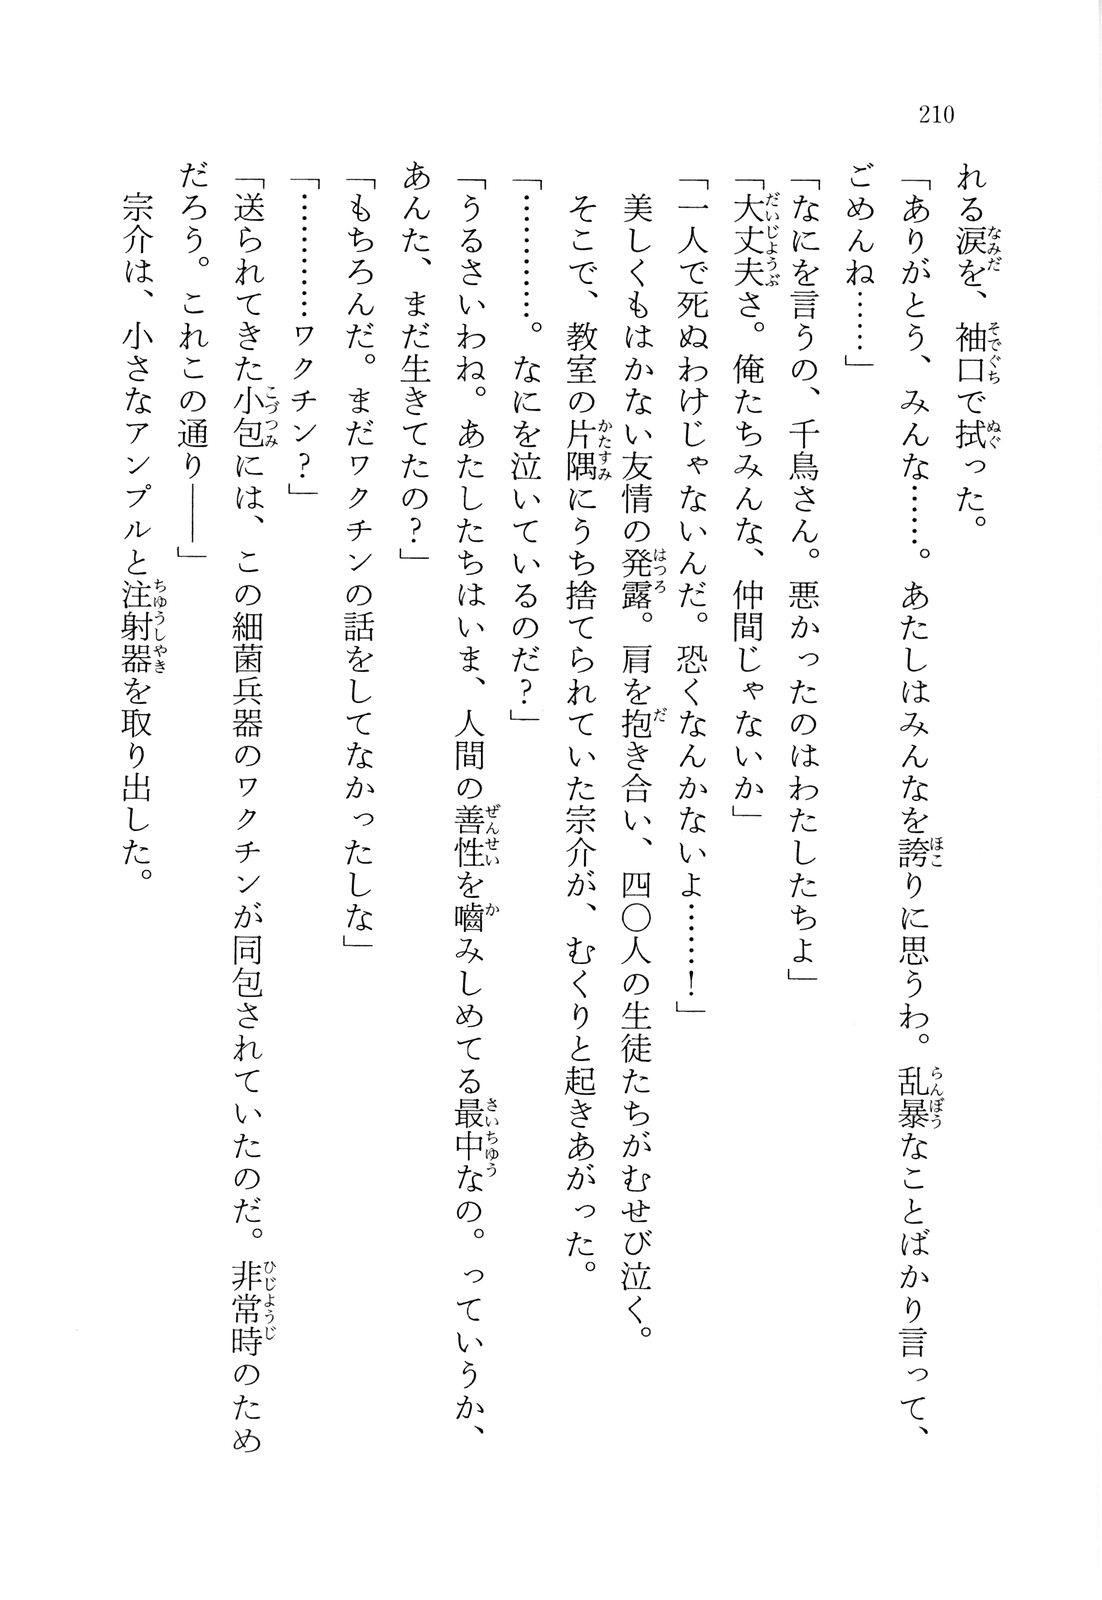 210
れる涙を、袖口で拭った。
「ありがとう、みんな……。あたしはみんなを誇りに思うわ。乱暴なことばかり言って、
ごめんね……」
「なにを言うの、千鳥さん。悪かったのはわたしたちよ」
「大丈夫さ。俺たちみんな、仲間じゃないか」
「一人で死ぬわけじゃないんだ。恐くなんかないよ……！」
美しくもはかない友情の発露。肩を抱き合い、四〇人の生徒たちがむせび泣く。
そこで、教室の片隅にうち捨てられていた宗介が、むくりと起きあがった。
「…………。なにを泣いているのだ？」
「うるさいわね。あたしたちはいま、人間の善性を嚙みしめてる最中なの。っていうか、
あんた、まだ生きてたの？」
「もちろんだ。まだワクチンの話をしてなかったしな」
「…………ワクチン？」
「送られてきた小包には、この細菌兵器のワクチンが同包されていたのだ。非常時のため
だろう。これこの通り――」
宗介は、小さなアンプルと注射器を取り出した。